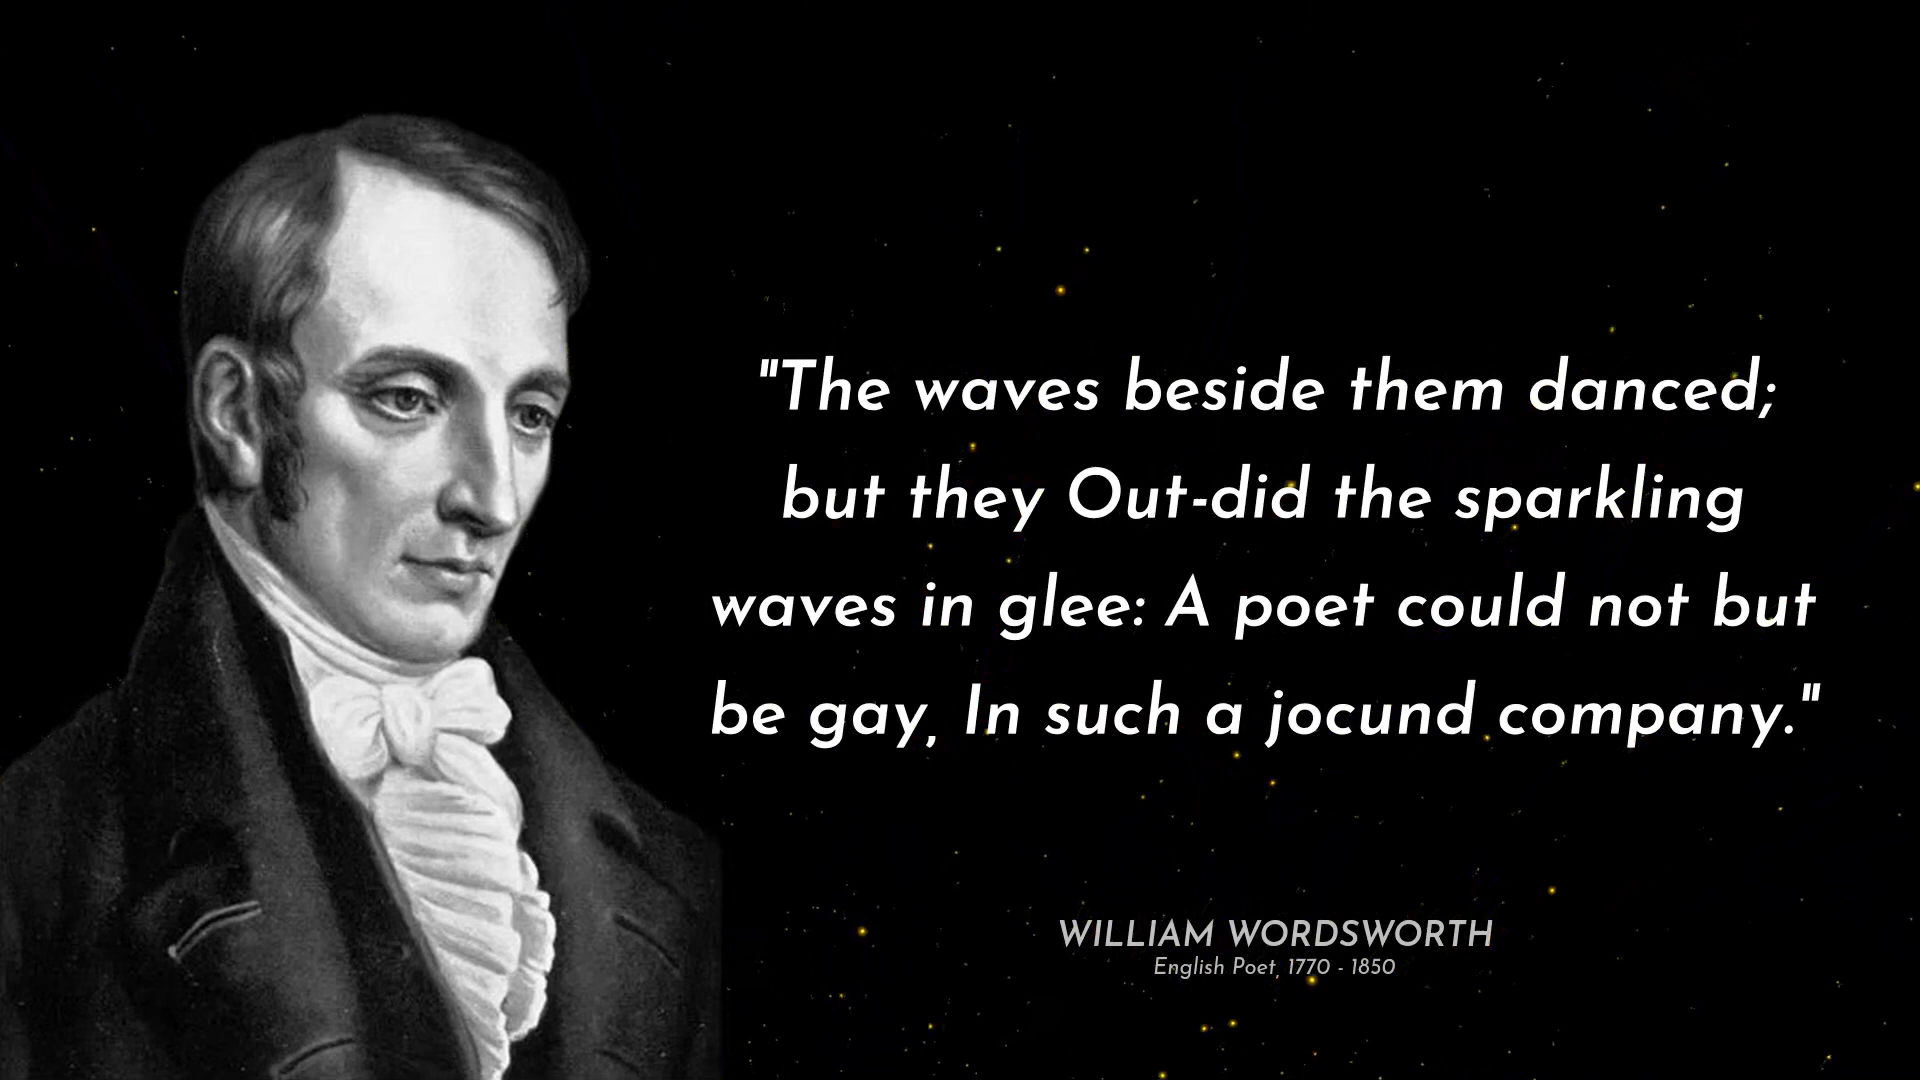 "The waves beside them danced;
but they Out-did the sparkling
waves in glee: A poet could not but
be gay, In such a jocund company."
WILLIAM WORDSWORTH
English Poet, 1770 - 1850